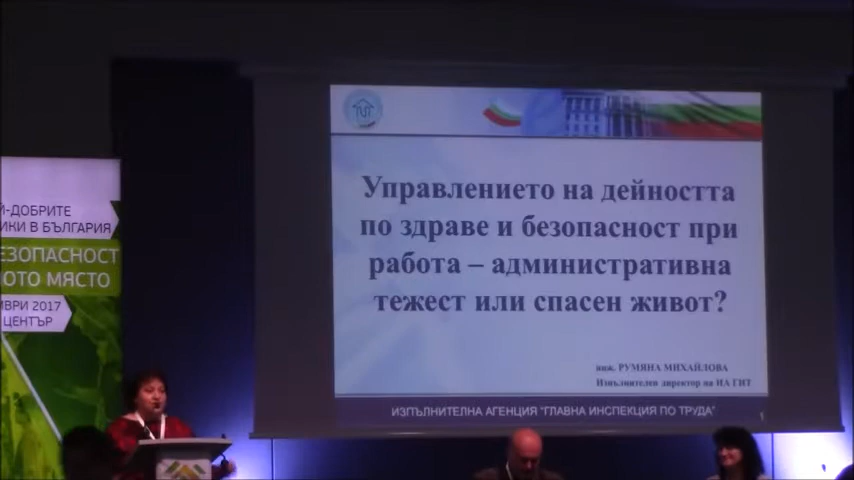 Й-ДОБРИТЕ
ИКИ В БЪЛГАРИЯ
ЕЗОПАСНОСТ
ОТО МЯСТО
ВРИ 2017
ЦЕНТЪР
Управлението на дейността
по здраве и безопасност при
работа – административна
тежест или спасен живот?
инж. РУМЯНА МИХАЙЛОВА
Изпълнителен директор на ИА ГИТ
ИЗПЪЛНИТЕЛНА АГЕНЦИЯ "ГЛАВНА ИНСПЕКЦИЯ ПО ТРУДА"
1